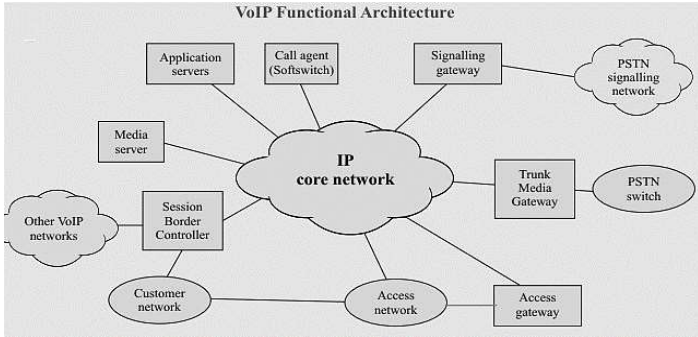 VoIP Functional Architecture
Application
servers
Call agent
(Softswitch)
Signalling
gateway
PSTN
signalling
network
Media
server
IP
core network
Trunk
Media
Gateway
PSTN
switch
Other VoIP
networks
Session
Border
Controller
Customer
network
Access
network
Access
gateway